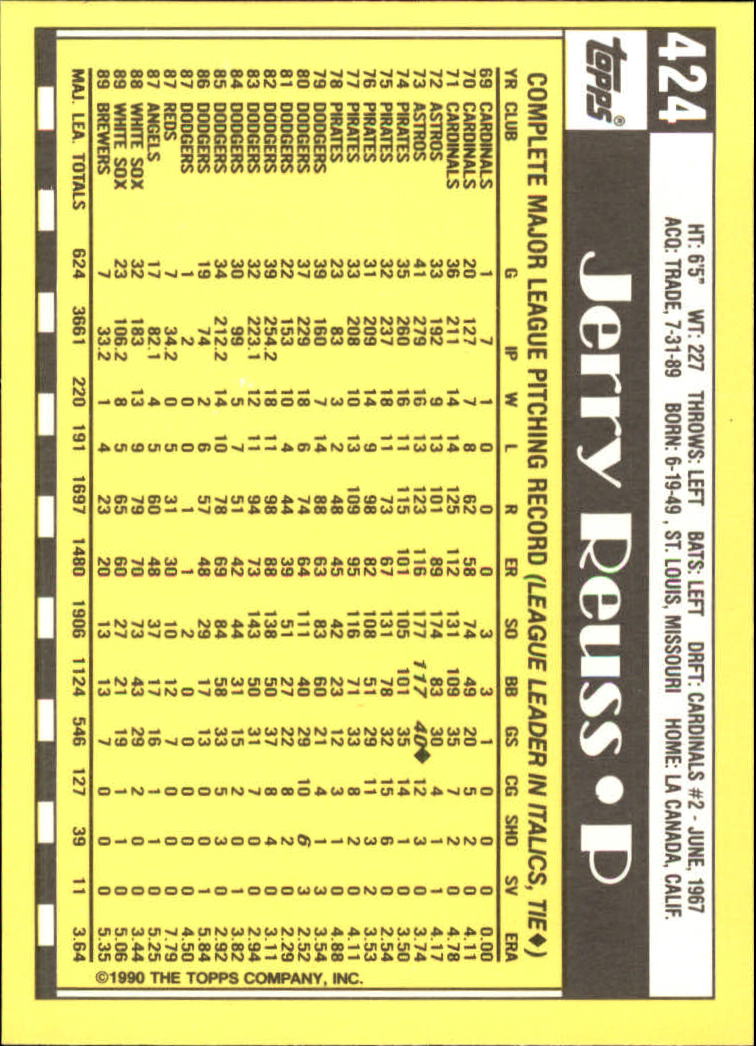 424
HT: 6'5" WT: 227 THROWS: LEFT BATS: LEFT DRFT: CARDINALS #2 - JUNE, 1967
ACQ: TRADE, 7-31-89 BORN: 6-19-49, ST. LOUIS, MISSOURI HOME: LA CANADA, CALIF.
TOPPS®
Jerry Reuss • P
COMPLETE MAJOR LEAGUE PITCHING RECORD (LEAGUE LEADER IN ITALICS, TIE♦)
YR CLUB G IP W L R ER SO BB GS CG SHO SV ERA
69 CARDINALS 1 7 1 0 0 0 3 3 1 0 0 0 0.00
70 CARDINALS 20 127 7 8 62 58 74 49 20 5 2 0 4.11
71 CARDINALS 36 211 14 14 125 112 131 109 35 7 2 0 4.78
72 ASTROS 33 192 9 13 101 89 174 83 30 4 1 1 4.17
73 ASTROS 41 279 16 13 123 116 177 117 40♦ 12 3 0 3.74
74 PIRATES 35 260 16 11 115 101 105 101 35 14 1 0 3.50
75 PIRATES 32 237 18 11 73 67 131 78 32 15 6 0 2.54
76 PIRATES 31 209 14 9 98 82 108 51 29 11 3 2 3.53
77 PIRATES 33 208 10 13 109 95 116 71 33 8 2 0 4.11
78 PIRATES 23 83 3 2 48 45 42 23 12 3 1 0 4.88
79 DODGERS 39 160 7 14 88 63 83 60 21 4 1 3 3.54
80 DODGERS 37 229 18 6 74 64 111 40 29 10 6 3 2.52
81 DODGERS 22 153 10 4 44 39 51 27 22 8 2 0 2.29
82 DODGERS 39 254.2 18 11 98 88 138 50 37 8 4 0 3.11
83 DODGERS 32 223.1 12 11 94 73 143 50 31 7 0 0 2.94
84 DODGERS 30 99 5 7 51 42 44 31 15 2 0 1 3.82
85 DODGERS 34 212.2 14 10 78 69 84 58 33 5 3 0 2.92
86 DODGERS 19 74 2 6 57 48 29 17 13 0 0 1 5.84
87 DODGERS 1 2 0 0 1 1 2 0 0 0 0 0 4.50
87 REDS 7 34.2 0 5 31 30 10 12 7 0 0 0 7.79
87 ANGELS 17 82.1 4 5 60 48 37 17 16 1 1 0 5.25
88 WHITE SOX 32 183 13 9 79 70 73 43 29 2 0 0 3.44
89 WHITE SOX 23 106.2 8 5 65 60 27 21 19 1 1 0 5.06
89 BREWERS 7 33.2 1 4 23 20 13 13 7 0 0 0 5.35
MAJ. LEA. TOTALS 624 3661 220 191 1697 1480 1906 1124 546 127 39 11 3.64
©1990 THE TOPPS COMPANY, INC.